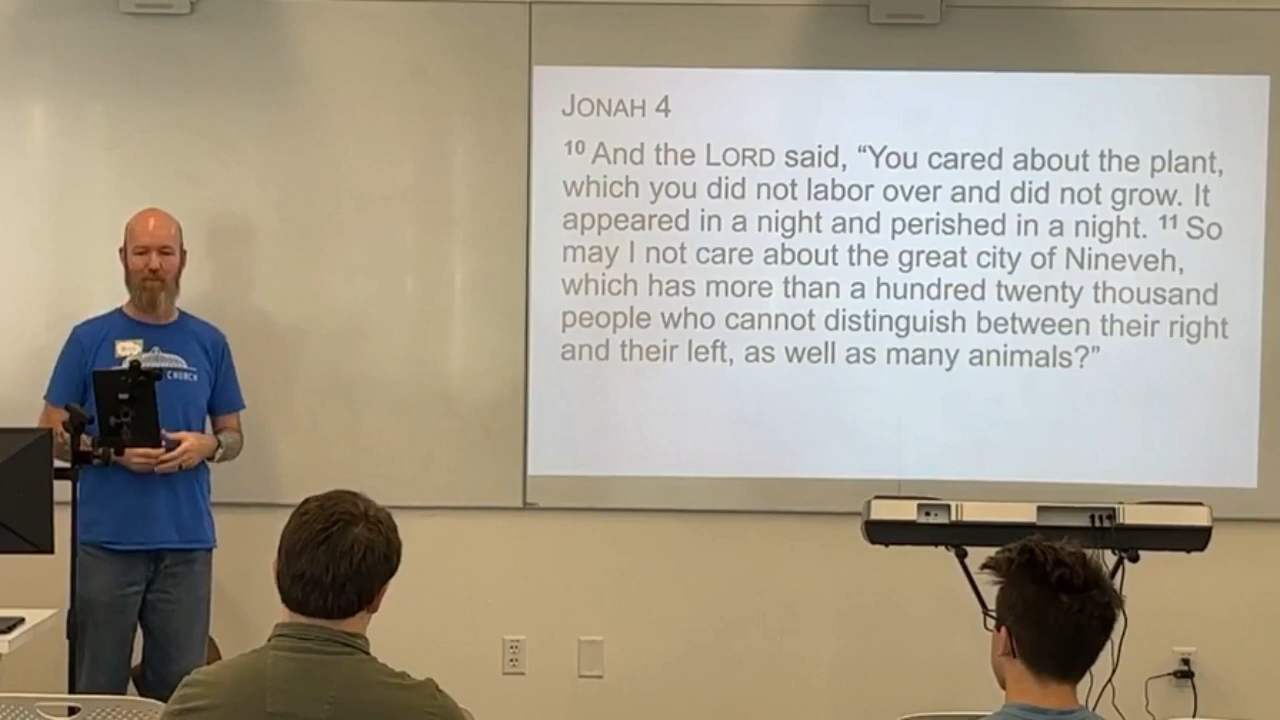 JONAH 4
10 And the LORD said, “You cared about the plant,
which you did not labor over and did not grow. It
appeared in a night and perished in a night. 11 So
may I not care about the great city of Nineveh,
which has more than a hundred twenty thousand
people who cannot distinguish between their right
and their left, as well as many animals?”
CHURCH